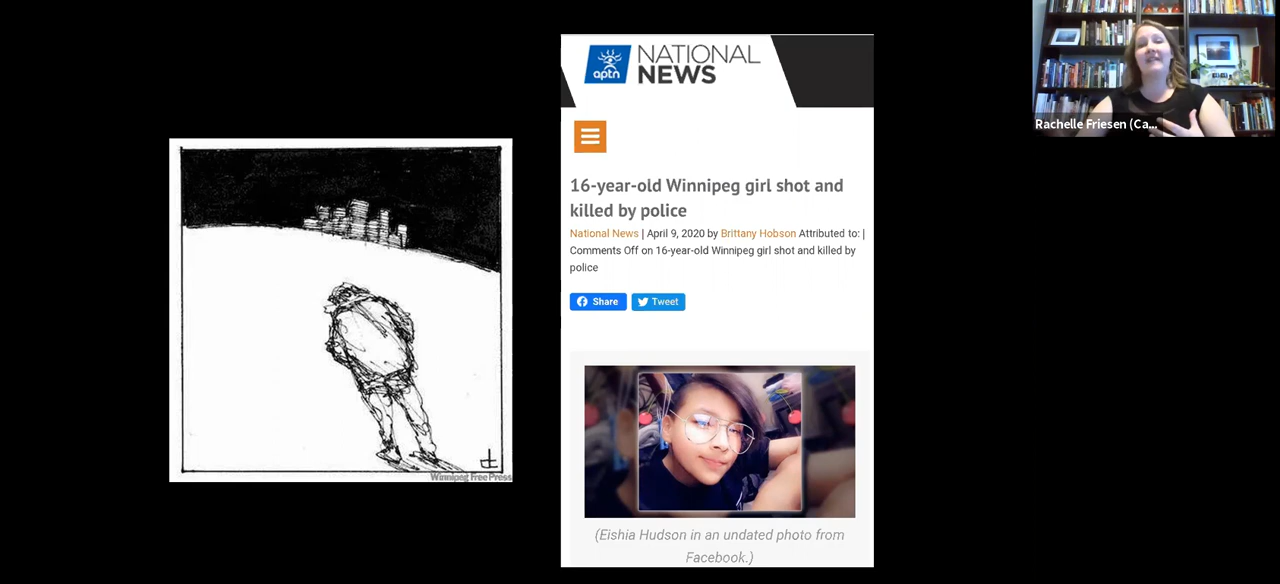 aptn
NATIONAL
NEWS
16-year-old Winnipeg girl shot and
killed by police
National News | April 9, 2020 by Brittany Hobson Attributed to: |
Comments Off on 16-year-old Winnipeg girl shot and killed by
police
Share Tweet
(Eishia Hudson in an undated photo from
Facebook.)
Winnipeg Free Press
Rachelle Friesen (Ca...